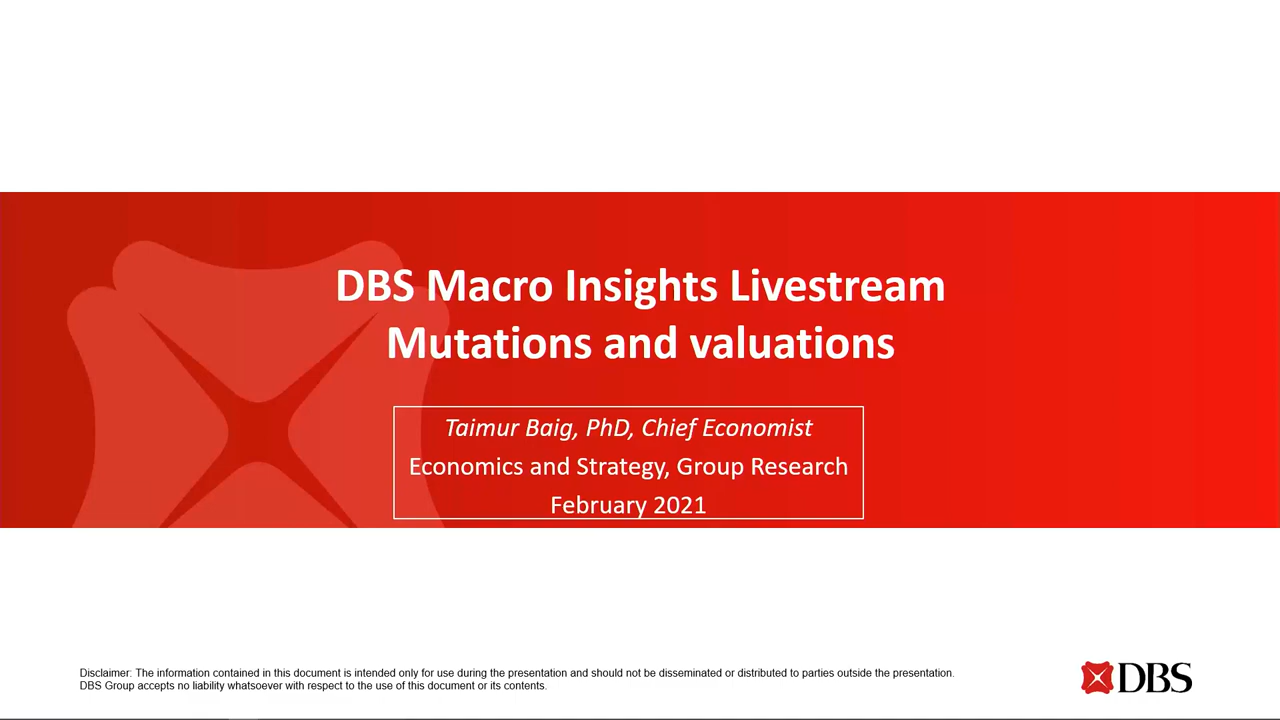 DBS Macro Insights Livestream
Mutations and valuations
Taimur Baig, PhD, Chief Economist
Economics and Strategy, Group Research
February 2021
Disclaimer: The information contained in this document is intended only for use during the presentation and should not be disseminated or distributed to parties outside the presentation.
DBS Group accepts no liability whatsoever with respect to the use of this document or its contents.
DBS